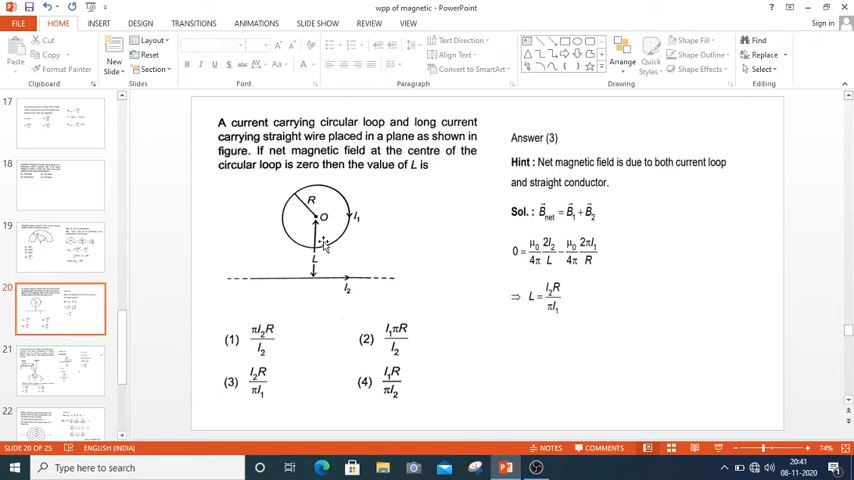 wpp of magnetic - PowerPoint
Sign in
FILE HOME INSERT DESIGN TRANSITIONS ANIMATIONS SLIDE SHOW REVIEW VIEW
Paste
Cut
Copy
Format Painter
Clipboard
New Slide
Layout
Reset
Section
Slides
B I U S abc AV Aa A
Font
Paragraph
Text Direction
Align Text
Convert to SmartArt
Drawing
Arrange
Quick Styles
Shape Fill
Shape Outline
Shape Effects
Find
Replace
Select
Editing
17
18
19
20
21
22
A current carrying circular loop and long current
carrying straight wire placed in a plane as shown in
figure. If net magnetic field at the centre of the
circular loop is zero then the value of L is
R
O
I₁
L
I₂
(1) πI₂R / I₂
(2) I₁πR / I₂
(3) I₂R / πI₁
(4) I₁R / πI₂
Answer (3)
Hint : Net magnetic field is due to both current loop
and straight conductor.
Sol. : B⃗net = B⃗₁ + B⃗₂
0 = μ₀/4π 2I₂/L − μ₀/4π 2πI₁/R
⇒ L = I₂R / πI₁
SLIDE 20 OF 25 ENGLISH (INDIA)
NOTES COMMENTS 74%
Type here to search
20:41
08-11-2020